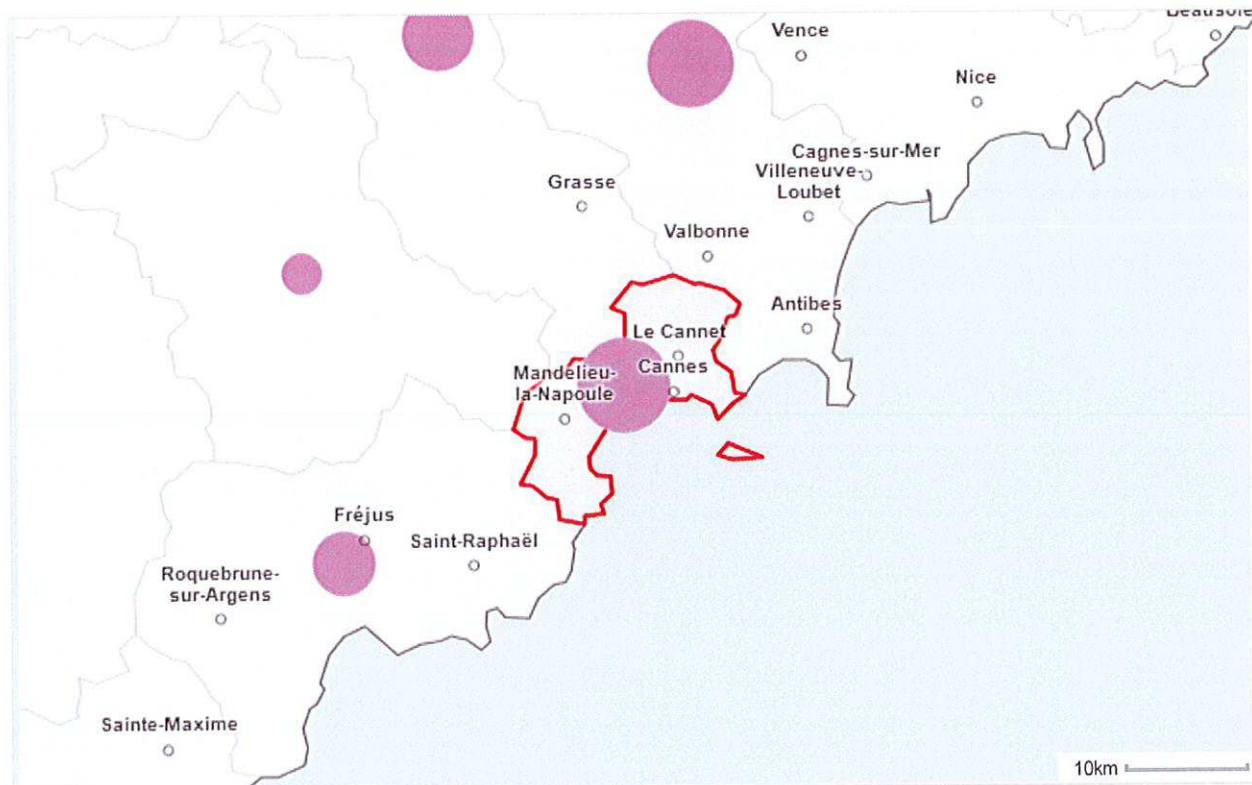 Beausole
Vence
Nice
Cagnes-sur-Mer
Villeneuve-
Loubet
Grasse
Valbonne
Antibes
Le Cannet
Mandelieu-
la-Napoule
Cannes
Fréjus
Saint-Raphaël
Roquebrune-
sur-Argens
Sainte-Maxime
10km